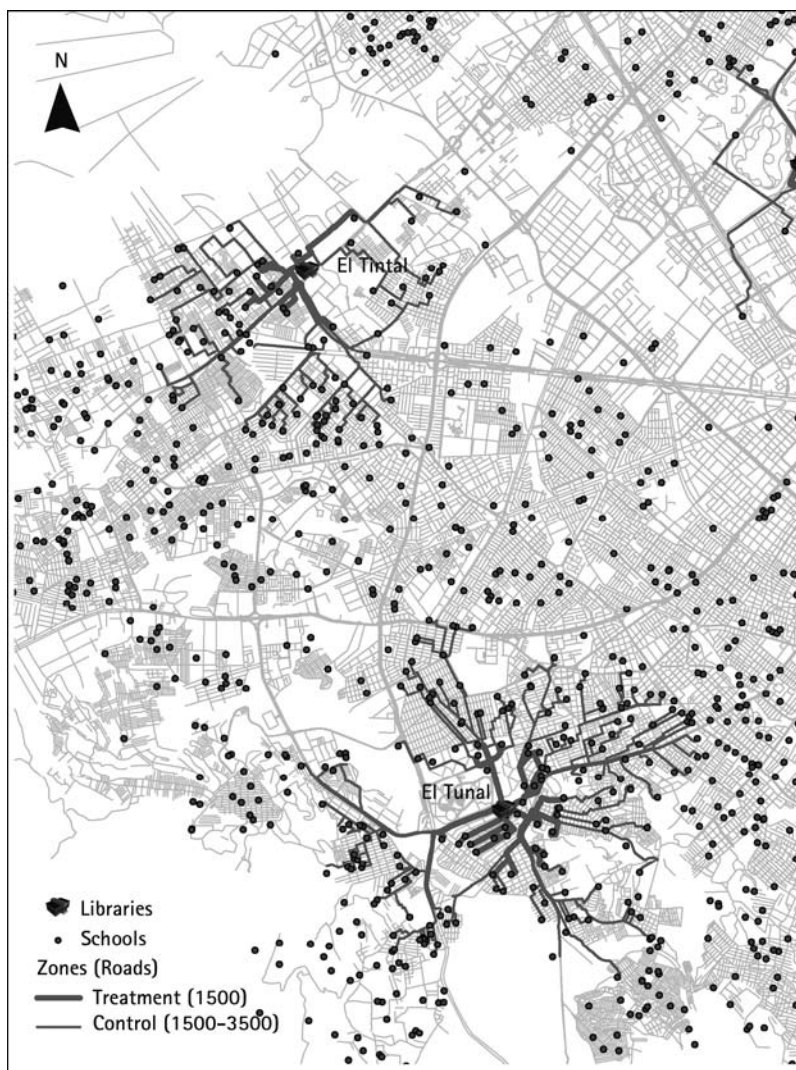 N
El Tintal
El Tunal
Libraries
Schools
Zones (Roads)
Treatment (1500)
Control (1500-3500)